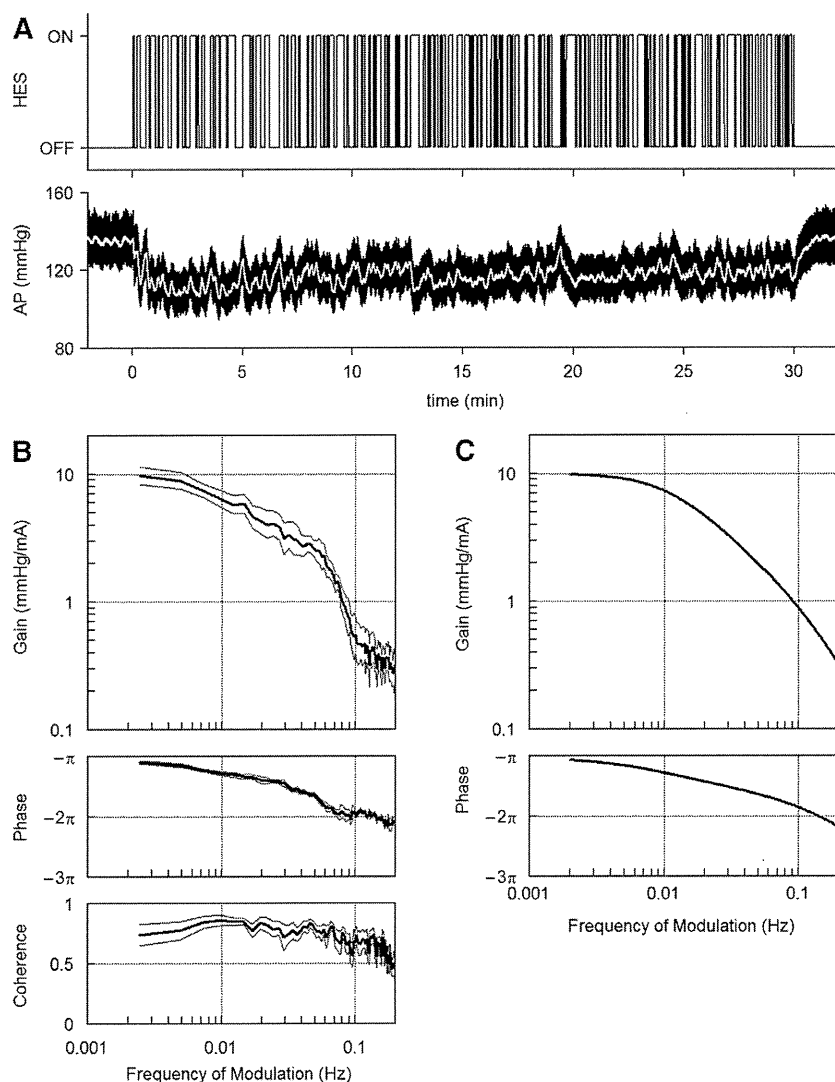 A
ON
HES
OFF
160
AP (mmHg)
120
80
0 5 10 15 20 25 30
time (min)
B
10
Gain (mmHg/mA)
1
0.1
−π
Phase
−2π
−3π
1
Coherence
0.5
0
0.001 0.01 0.1
Frequency of Modulation (Hz)
C
10
Gain (mmHg/mA)
1
0.1
−π
Phase
−2π
−3π
0.001 0.01 0.1
Frequency of Modulation (Hz)